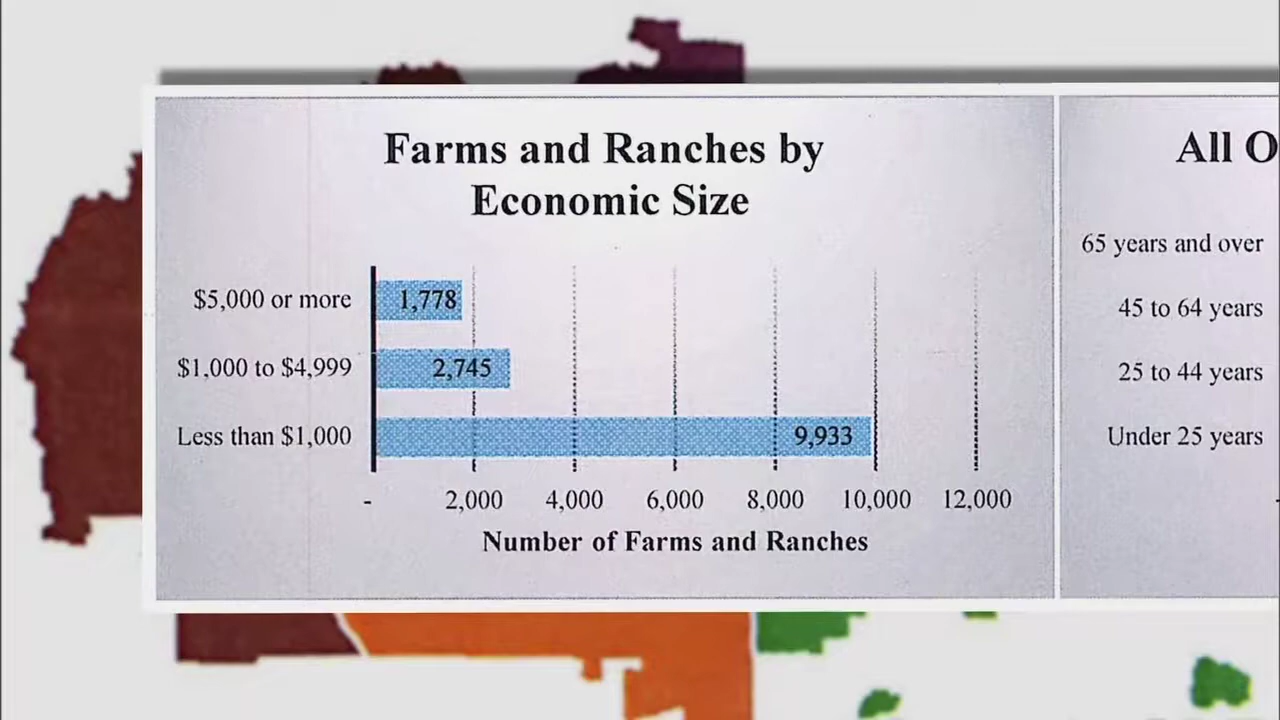 Farms and Ranches by
Economic Size
$5,000 or more 1,778
$1,000 to $4,999 2,745
Less than $1,000 9,933
- 2,000 4,000 6,000 8,000 10,000 12,000
Number of Farms and Ranches
All O
65 years and over
45 to 64 years
25 to 44 years
Under 25 years
-